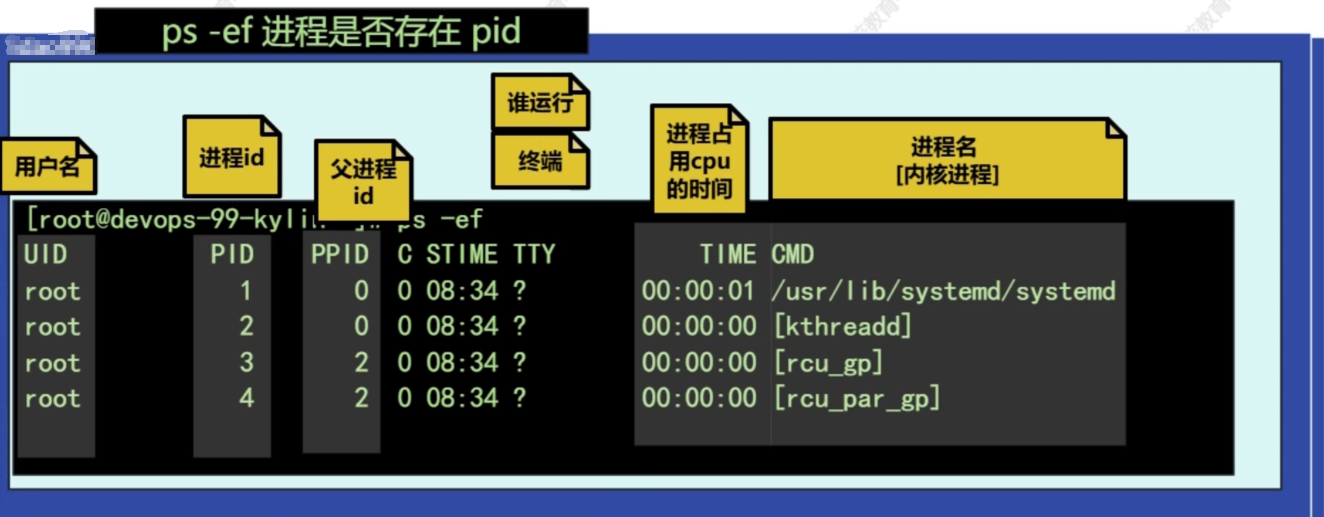 ps -ef 进程是否存在 pid
谁运行
用户名
进程id
父进程
id
终端
进程占
用cpu
的时间
进程名
[内核进程]
[root@devops-99-kyli ps -ef
UID PID PPID C STIME TTY TIME CMD
root 1 0 0 08:34 ? 00:00:01 /usr/lib/systemd/systemd
root 2 0 0 08:34 ? 00:00:00 [kthreadd]
root 3 2 0 08:34 ? 00:00:00 [rcu_gp]
root 4 2 0 08:34 ? 00:00:00 [rcu_par_gp]